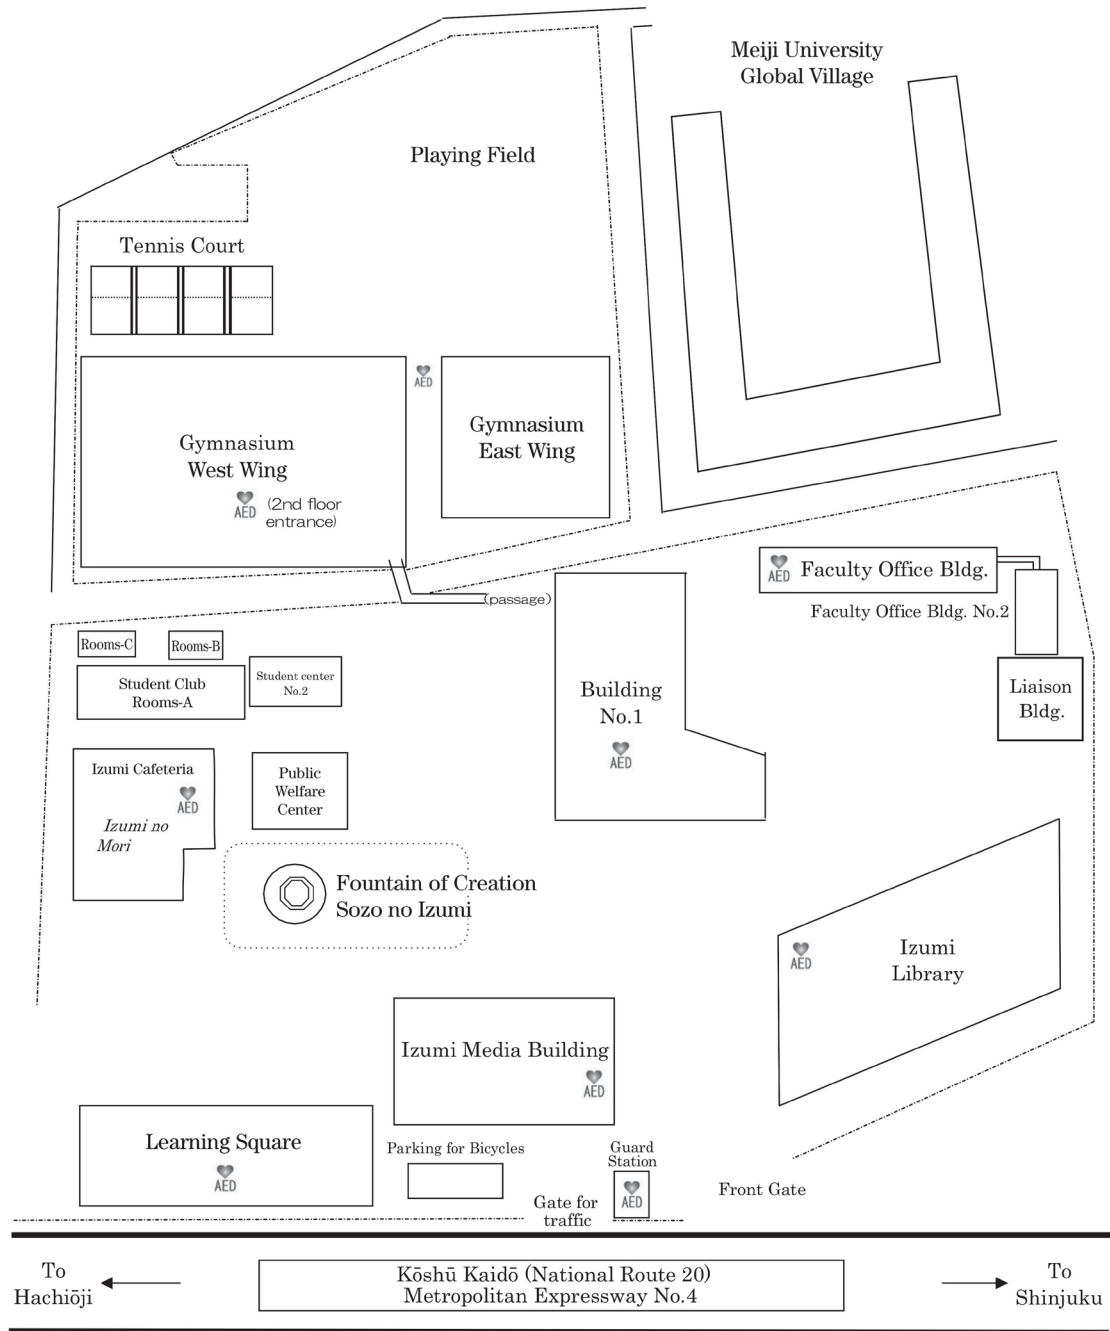 Meiji University
Global Village
Playing Field
Tennis Court
AED
Gymnasium
East Wing
Gymnasium
West Wing
AED
(2nd floor
entrance)
AED
Faculty Office Bldg.
(passage)
Faculty Office Bldg. No.2
Rooms-C
Rooms-B
Student Club
Rooms-A
Student center
No.2
Building
No.1
AED
Liaison
Bldg.
Izumi Cafeteria
AED
Izumi no
Mori
Public
Welfare
Center
Fountain of Creation
Sozo no Izumi
AED
Izumi
Library
Izumi Media Building
AED
Learning Square
AED
Parking for Bicycles
Guard
Station
AED
Gate for
traffic
Front Gate
To
Hachiōji
Kōshū Kaidō (National Route 20)
Metropolitan Expressway No.4
To
Shinjuku